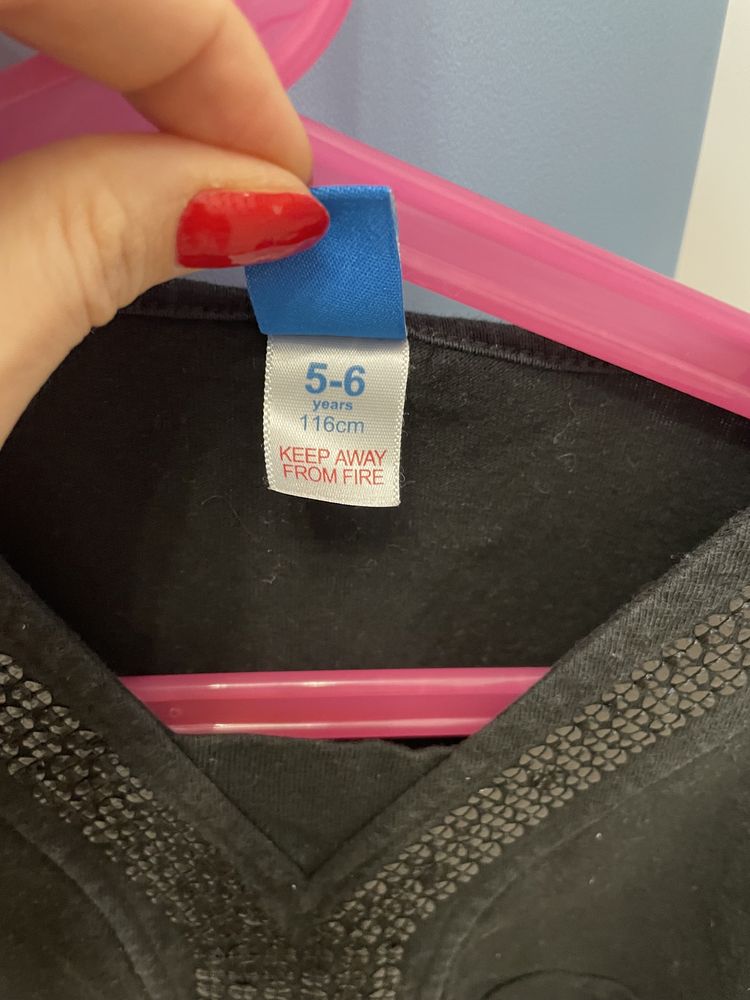 5-6
years
116cm
KEEP AWAY
FROM FIRE